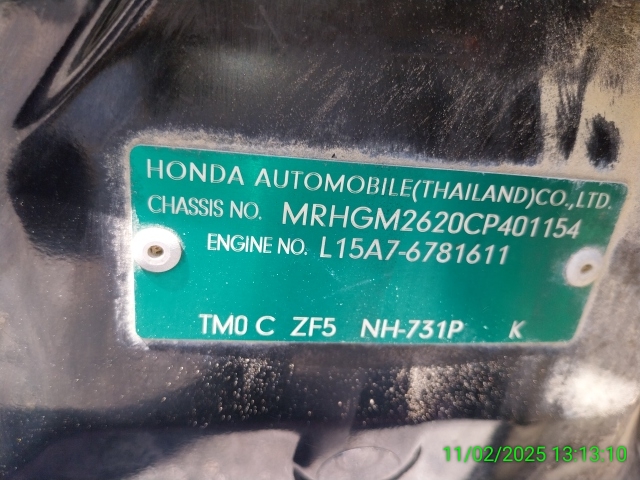 HONDA AUTOMOBILE(THAILAND)CO.,LTD.
CHASSIS NO. MRHGM2620CP401154
ENGINE NO. L15A7-6781611
TM0 C ZF5 NH-731P K
11/02/2025 13:13:10